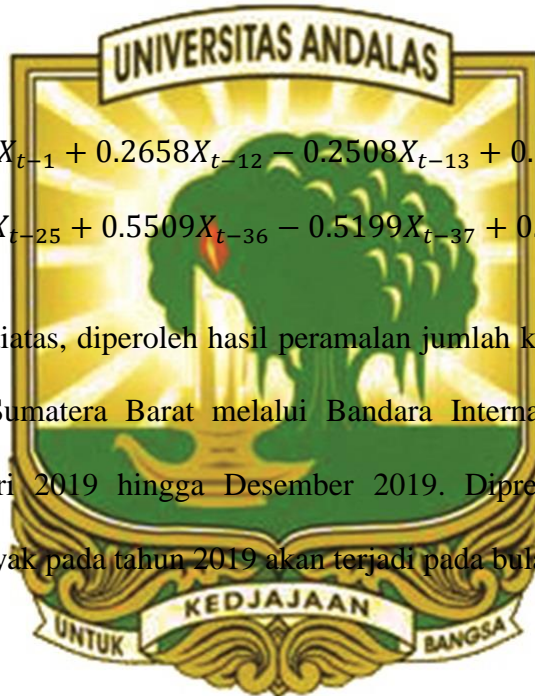 UNIVERSITAS ANDALAS
X_{t−1} + 0.2658X_{t−12} − 0.2508X_{t−13} + 0.
X_{t−25} + 0.5509X_{t−36} − 0.5199X_{t−37} + 0.
iatas, diperoleh hasil peramalan jumlah k
Sumatera Barat melalui Bandara Interna
ri 2019 hingga Desember 2019. Dipre
yak pada tahun 2019 akan terjadi pada bula
UNTUK KEDJAJAAN BANGSA